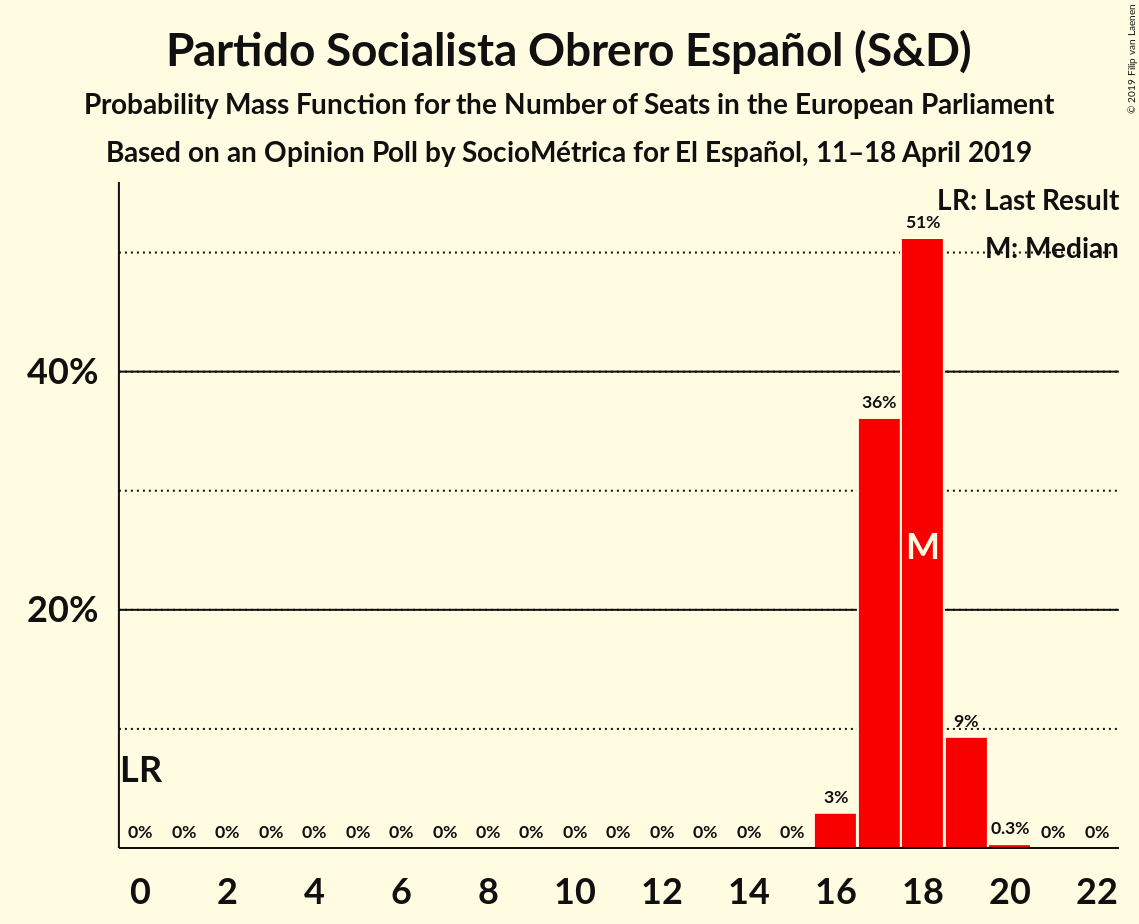 Partido Socialista Obrero Español (S&D)
Probability Mass Function for the Number of Seats in the European Parliament
Based on an Opinion Poll by SocioMétrica for El Español, 11–18 April 2019
© 2019 Filip van Laenen
LR: Last Result
M: Median
51%
40%
36%
M
20%
9%
LR
3%
0% 0% 0% 0% 0% 0% 0% 0% 0% 0% 0% 0% 0% 0% 0% 0% 0.3% 0% 0%
0 2 4 6 8 10 12 14 16 18 20 22